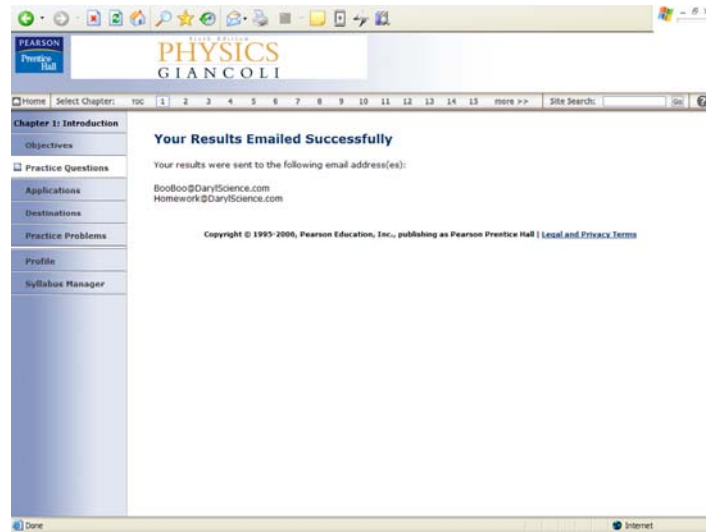 PEARSON
Prentice
Hall
Sixth Edition
PHYSICS
GIANCOLI
Home Select Chapter: TOC 1 2 3 4 5 6 7 8 9 10 11 12 13 14 15 more >> Site Search: Go
Chapter 1: Introduction
Objectives
Practice Questions
Applications
Destinations
Practice Problems
Profile
Syllabus Manager
Your Results Emailed Successfully
Your results were sent to the following email address(es):
BooBoo@DarylScience.com
Homework@DarylScience.com
Copyright © 1995-2006, Pearson Education, Inc., publishing as Pearson Prentice Hall | Legal and Privacy Terms
Done
Internet